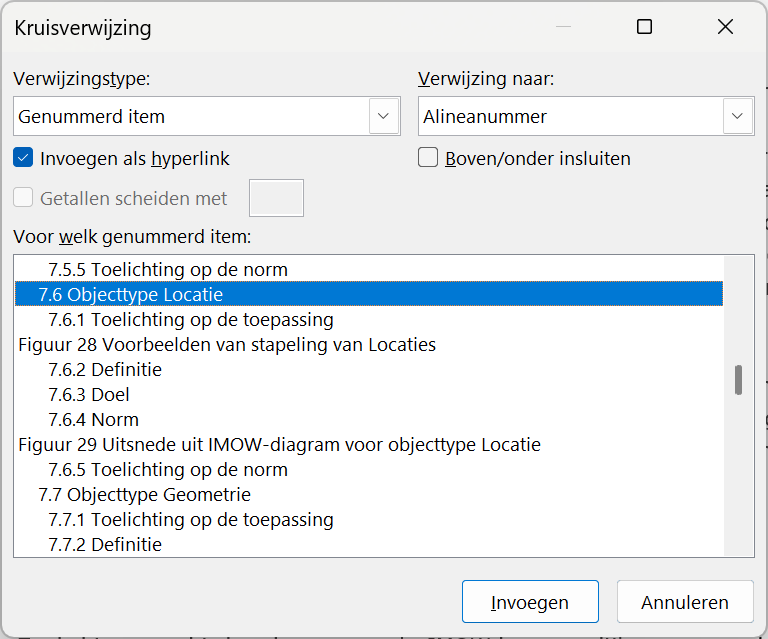 Kruisverwijzing
Verwijzingstype:
Verwijzing naar:
Genummerd item
Alineanummer
Invoegen als hyperlink
Boven/onder insluiten
Getallen scheiden met
Voor welk genummerd item:
7.5.5 Toelichting op de norm
7.6 Objecttype Locatie
7.6.1 Toelichting op de toepassing
Figuur 28 Voorbeelden van stapeling van Locaties
7.6.2 Definitie
7.6.3 Doel
7.6.4 Norm
Figuur 29 Uitsnede uit IMOW-diagram voor objecttype Locatie
7.6.5 Toelichting op de norm
7.7 Objecttype Geometrie
7.7.1 Toelichting op de toepassing
7.7.2 Definitie
Invoegen
Annuleren